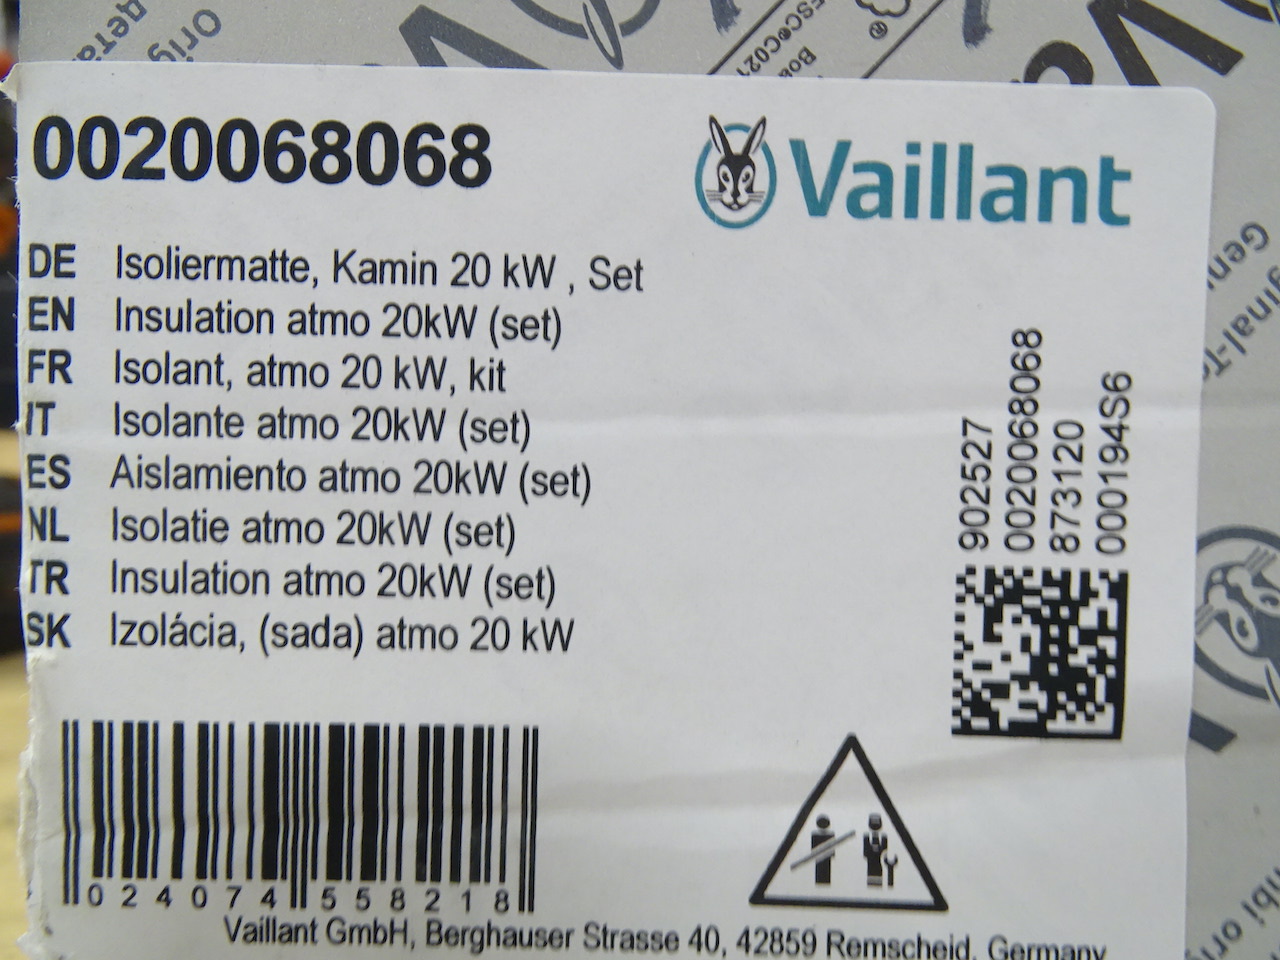 0020068068
Vaillant
DE Isoliermatte, Kamin 20 kW , Set
EN Insulation atmo 20kW (set)
FR Isolant, atmo 20 kW, kit
IT Isolante atmo 20kW (set)
ES Aislamiento atmo 20kW (set)
NL Isolatie atmo 20kW (set)
TR Insulation atmo 20kW (set)
SK Izolácia, (sada) atmo 20 kW
902527
0020068068
873120
000194S6
024074 558218
Vaillant GmbH, Berghauser Strasse 40, 42859 Remscheid, Germany